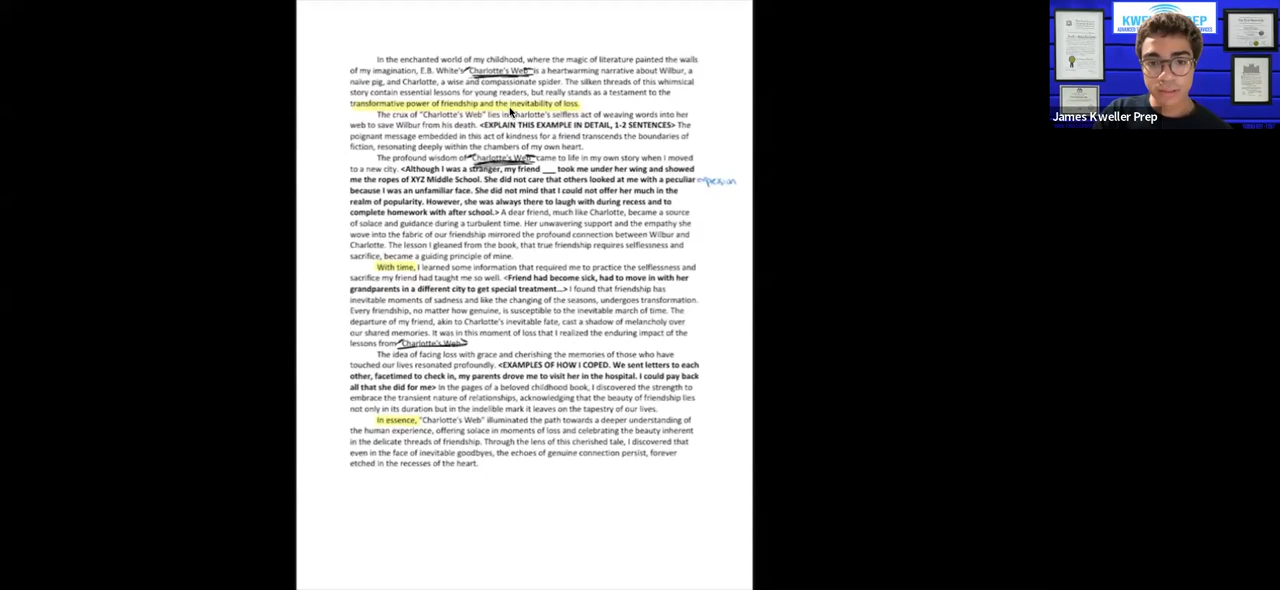 In the enchanted world of my childhood, where the magic of literature painted the walls
of my imagination, E.B. White's "Charlotte's Web" is a heartwarming narrative about Wilbur, a
naive pig, and Charlotte, a wise and compassionate spider. The silken threads of this whimsical
story contain essential lessons for young readers, but really stands as a testament to the
transformative power of friendship and the inevitability of loss.
The crux of "Charlotte's Web" lies in Charlotte's selfless act of weaving words into her
web to save Wilbur from his death. <EXPLAIN THIS EXAMPLE IN DETAIL, 1-2 SENTENCES> The
poignant message embedded in this act of kindness for a friend transcends the boundaries of
fiction, resonating deeply within the chambers of my own heart.
The profound wisdom of "Charlotte's Web" came to life in my own story when I moved
to a new city. <Although I was a stranger, my friend ___ took me under her wing and showed
me the ropes of XYZ Middle School. She did not care that others looked at me with a peculiar expression
because I was an unfamiliar face. She did not mind that I could not offer her much in the
realm of popularity. However, she was always there to laugh with during recess and to
complete homework with after school.> A dear friend, much like Charlotte, became a source
of solace and guidance during a turbulent time. Her unwavering support and the empathy she
wove into the fabric of our friendship mirrored the profound connection between Wilbur and
Charlotte. The lesson I gleaned from the book, that true friendship requires selflessness and
sacrifice, became a guiding principle of mine.
With time, I learned some information that required me to practice the selflessness and
sacrifice my friend had taught me so well. <Friend had become sick, had to move in with her
grandparents in a different city to get special treatment...> I found that friendship has
inevitable moments of sadness and like the changing of the seasons, undergoes transformation.
Every friendship, no matter how genuine, is susceptible to the inevitable march of time. The
departure of my friend, akin to Charlotte's inevitable fate, cast a shadow of melancholy over
our shared memories. It was in this moment of loss that I realized the enduring impact of the
lessons from "Charlotte's Web"
The idea of facing loss with grace and cherishing the memories of those who have
touched our lives resonated profoundly. <EXAMPLES OF HOW I COPED. We sent letters to each
other, facetimed to check in, my parents drove me to visit her in the hospital. I could pay back
all that she did for me> In the pages of a beloved childhood book, I discovered the strength to
embrace the transient nature of relationships, acknowledging that the beauty of friendship lies
not only in its duration but in the indelible mark it leaves on the tapestry of our lives.
In essence, "Charlotte's Web" illuminated the path towards a deeper understanding of
the human experience, offering solace in moments of loss and celebrating the beauty inherent
in the delicate threads of friendship. Through the lens of this cherished tale, I discovered that
even in the face of inevitable goodbyes, the echoes of genuine connection persist, forever
etched in the recesses of the heart.
James Kweller Prep